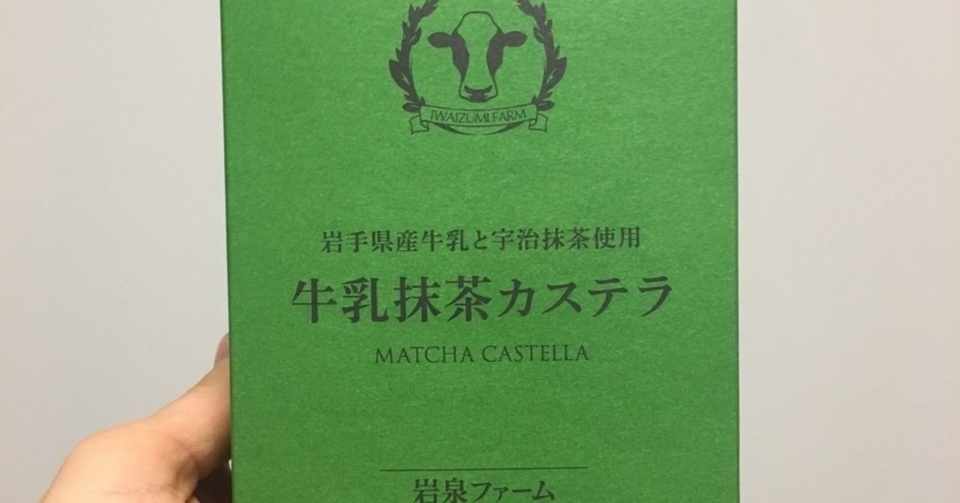 IWAIZUMI FARM
岩手県産牛乳と宇治抹茶使用
牛乳抹茶カステラ
MATCHA CASTELLA
岩泉ファーム